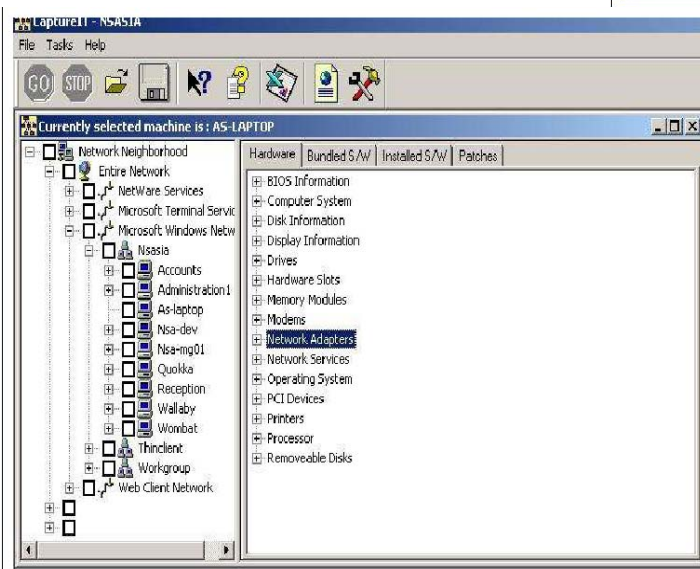 CaptureIT - NSASIA
File Tasks Help
GO STOP
Currently selected machine is : AS-LAPTOP
Network Neighborhood
Entire Network
NetWare Services
Microsoft Terminal Servic
Microsoft Windows Netw
Nsasia
Accounts
Administration1
As-laptop
Nsa-dev
Nsa-mg01
Quokka
Reception
Wallaby
Wombat
Thinclient
Workgroup
Web Client Network
Hardware Bundled S/W Installed S/W Patches
BIOS Information
Computer System
Disk Information
Display Information
Drives
Hardware Slots
Memory Modules
Modems
Network Adapters
Network Services
Operating System
PCI Devices
Printers
Processor
Removeable Disks